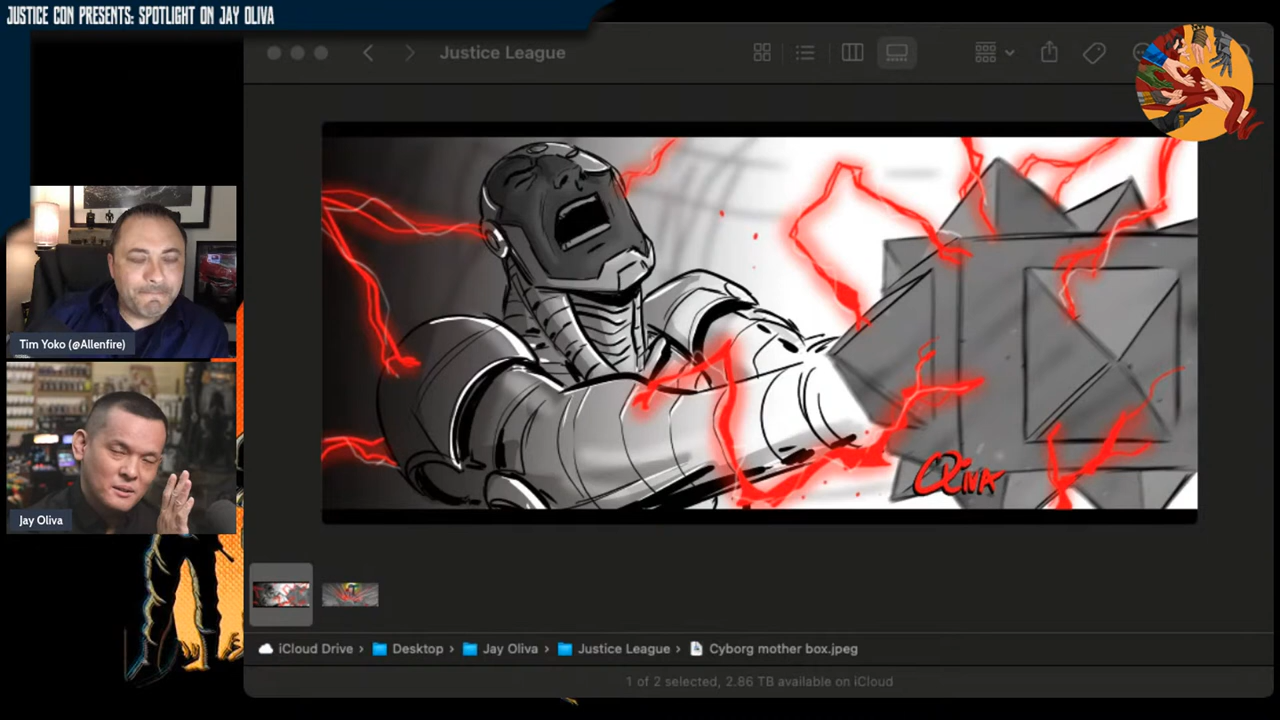 JUSTICE CON PRESENTS: SPOTLIGHT ON JAY OLIVA
Justice League
Tim Yoko (@Allenfire)
Jay Oliva
OLIVA
iCloud Drive › Desktop › Jay Oliva › Justice League › Cyborg mother box.jpeg
1 of 2 selected, 2.86 TB available on iCloud